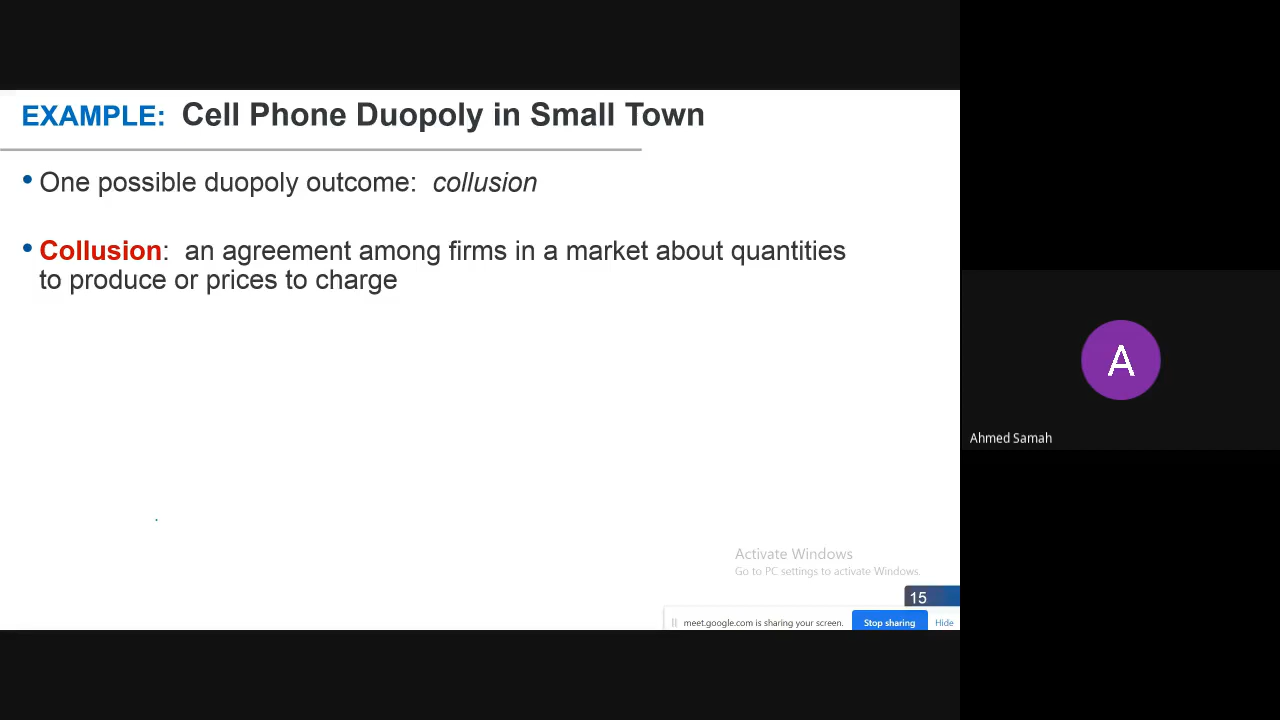 EXAMPLE: Cell Phone Duopoly in Small Town
• One possible duopoly outcome: collusion
• Collusion: an agreement among firms in a market about quantities
to produce or prices to charge
A
Ahmed Samah
Activate Windows
Go to PC settings to activate Windows.
15
meet.google.com is sharing your screen. Stop sharing Hide